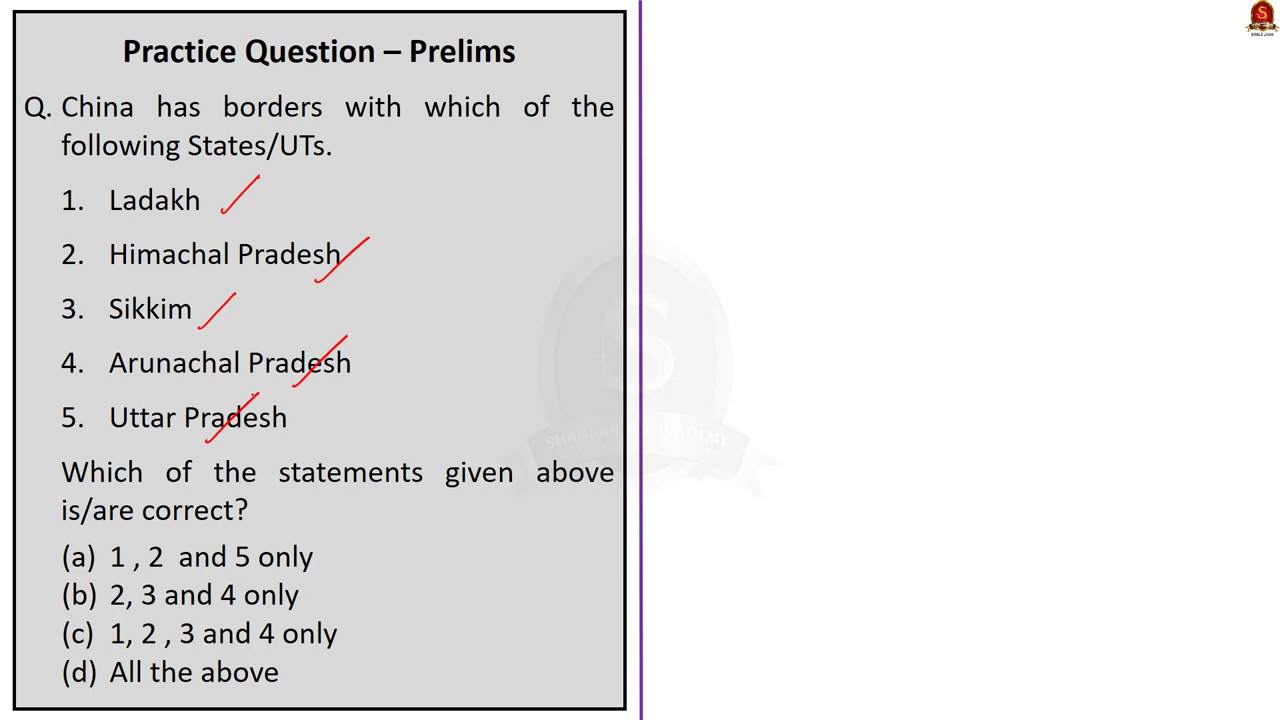 Practice Question – Prelims
Q. China has borders with which of the
following States/UTs.
1. Ladakh
2. Himachal Pradesh
3. Sikkim
4. Arunachal Pradesh
5. Uttar Pradesh
Which of the statements given above
is/are correct?
(a) 1 , 2 and 5 only
(b) 2, 3 and 4 only
(c) 1, 2 , 3 and 4 only
(d) All the above
S
SINCE 2004
S